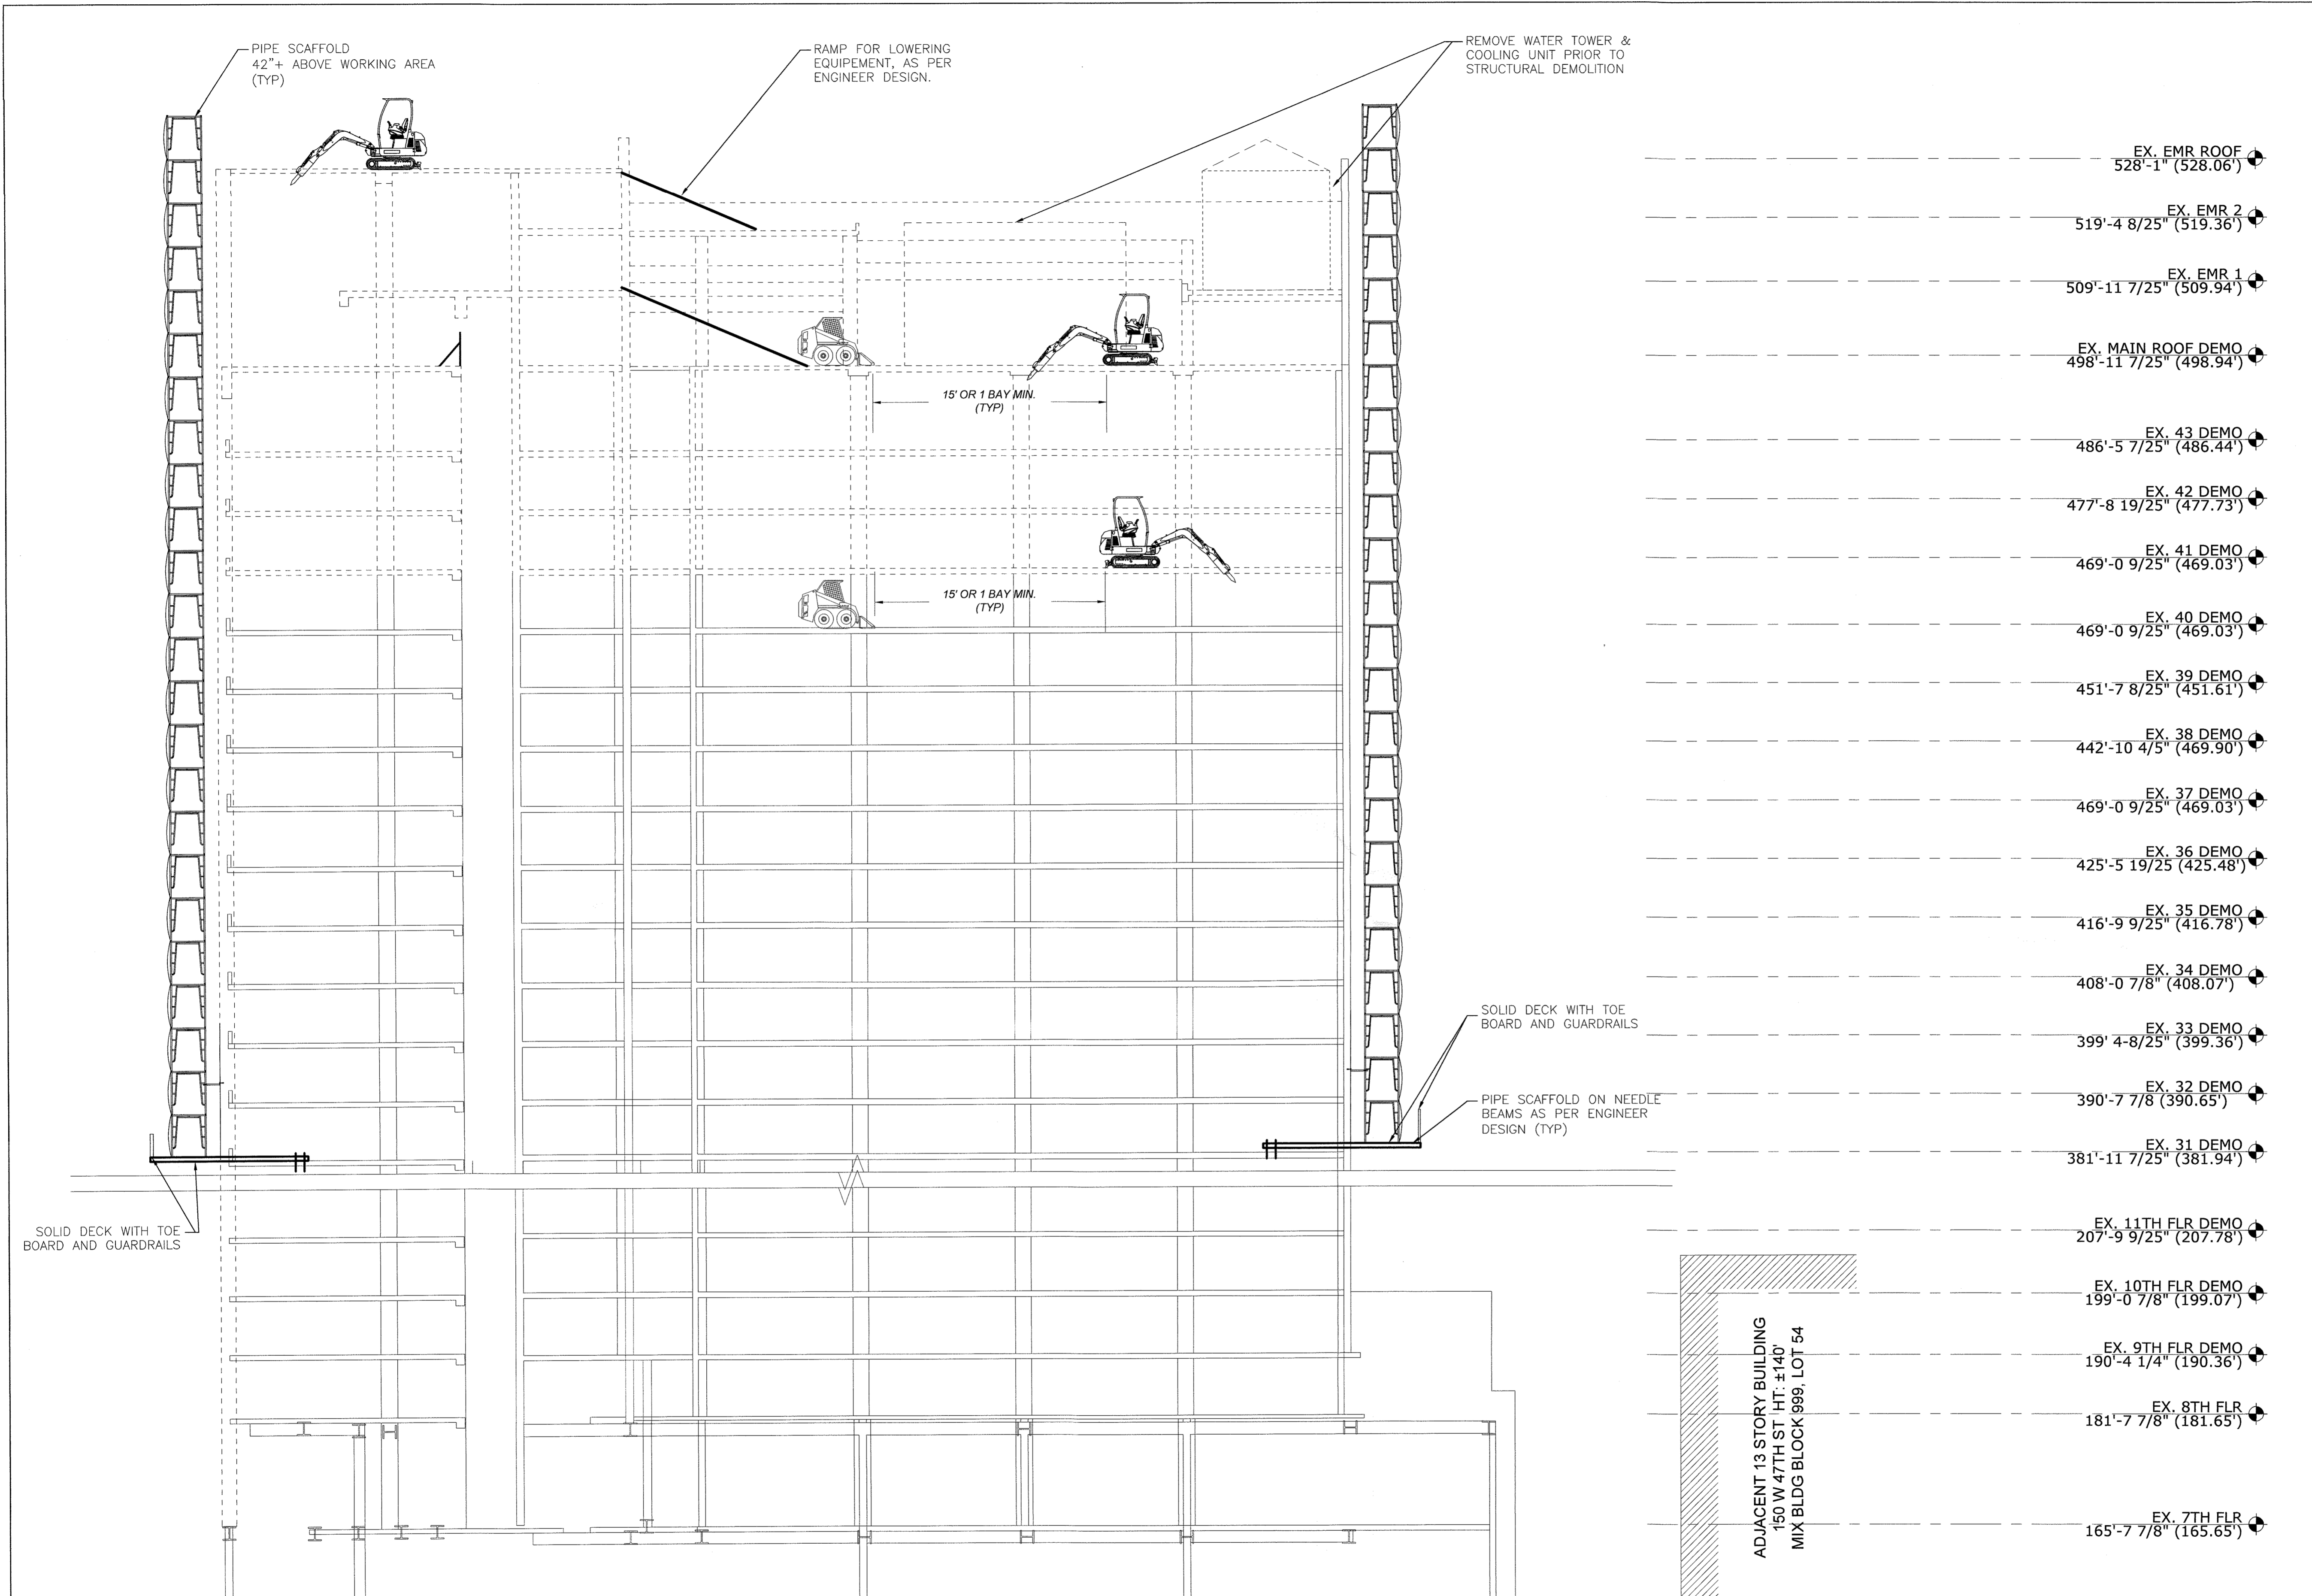 PIPE SCAFFOLD
42"+ ABOVE WORKING AREA
(TYP)
RAMP FOR LOWERING
EQUIPEMENT, AS PER
ENGINEER DESIGN.
REMOVE WATER TOWER &
COOLING UNIT PRIOR TO
STRUCTURAL DEMOLITION
15' OR 1 BAY MIN.
(TYP)
15' OR 1 BAY MIN.
(TYP)
SOLID DECK WITH TOE
BOARD AND GUARDRAILS
PIPE SCAFFOLD ON NEEDLE
BEAMS AS PER ENGINEER
DESIGN (TYP)
SOLID DECK WITH TOE
BOARD AND GUARDRAILS
EX. EMR ROOF
528'-1" (528.06')
EX. EMR 2
519'-4 8/25" (519.36')
EX. EMR 1
509'-11 7/25" (509.94')
EX. MAIN ROOF DEMO
498'-11 7/25" (498.94')
EX. 43 DEMO
486'-5 7/25" (486.44')
EX. 42 DEMO
477'-8 19/25" (477.73')
EX. 41 DEMO
469'-0 9/25" (469.03')
EX. 40 DEMO
469'-0 9/25" (469.03')
EX. 39 DEMO
451'-7 8/25" (451.61')
EX. 38 DEMO
442'-10 4/5" (469.90')
EX. 37 DEMO
469'-0 9/25" (469.03')
EX. 36 DEMO
425'-5 19/25 (425.48')
EX. 35 DEMO
416'-9 9/25" (416.78')
EX. 34 DEMO
408'-0 7/8" (408.07')
EX. 33 DEMO
399' 4-8/25" (399.36')
EX. 32 DEMO
390'-7 7/8 (390.65')
EX. 31 DEMO
381'-11 7/25" (381.94')
EX. 11TH FLR DEMO
207'-9 9/25" (207.78')
EX. 10TH FLR DEMO
199'-0 7/8" (199.07')
EX. 9TH FLR DEMO
190'-4 1/4" (190.36')
EX. 8TH FLR
181'-7 7/8" (181.65')
EX. 7TH FLR
165'-7 7/8" (165.65')
ADJACENT 13 STORY BUILDING
150 W 47TH ST HT: ±140'
MIX BLDG BLOCK 999, LOT 54